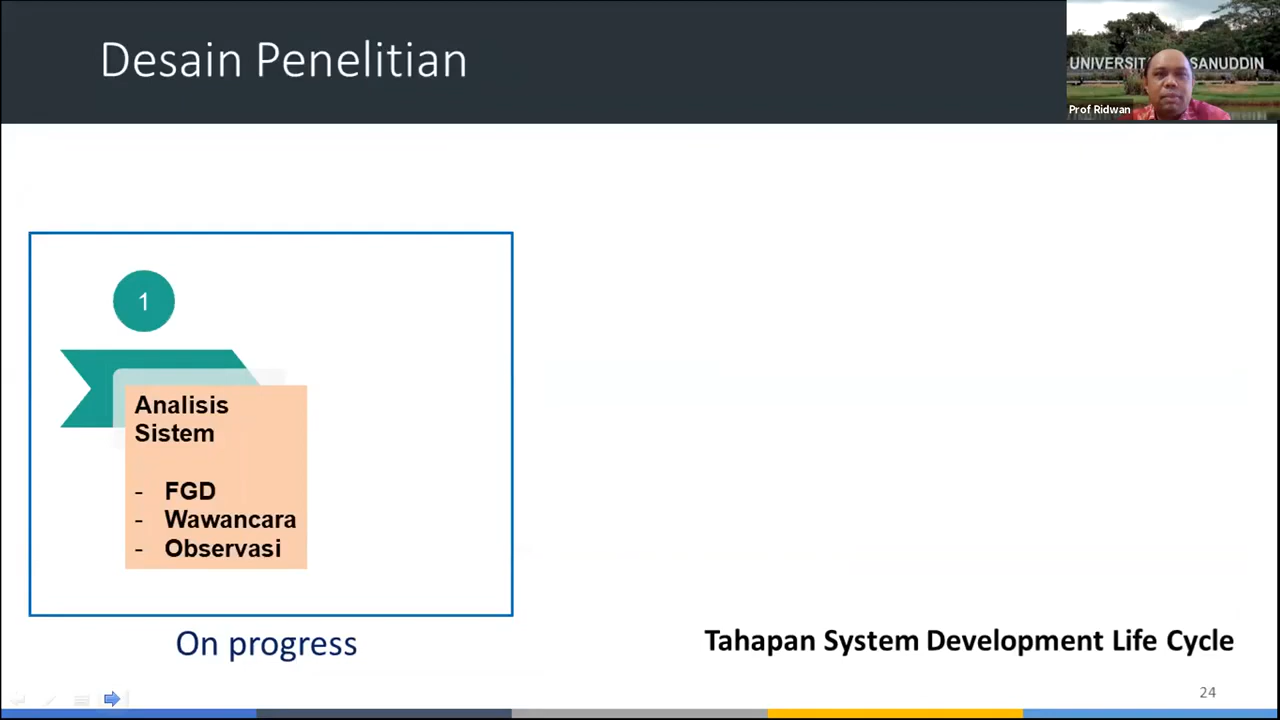 Desain Penelitian
UNIVERSIT SANUDDIN
Prof Ridwan
1
Analisis
Sistem
- FGD
- Wawancara
- Observasi
On progress
Tahapan System Development Life Cycle
24